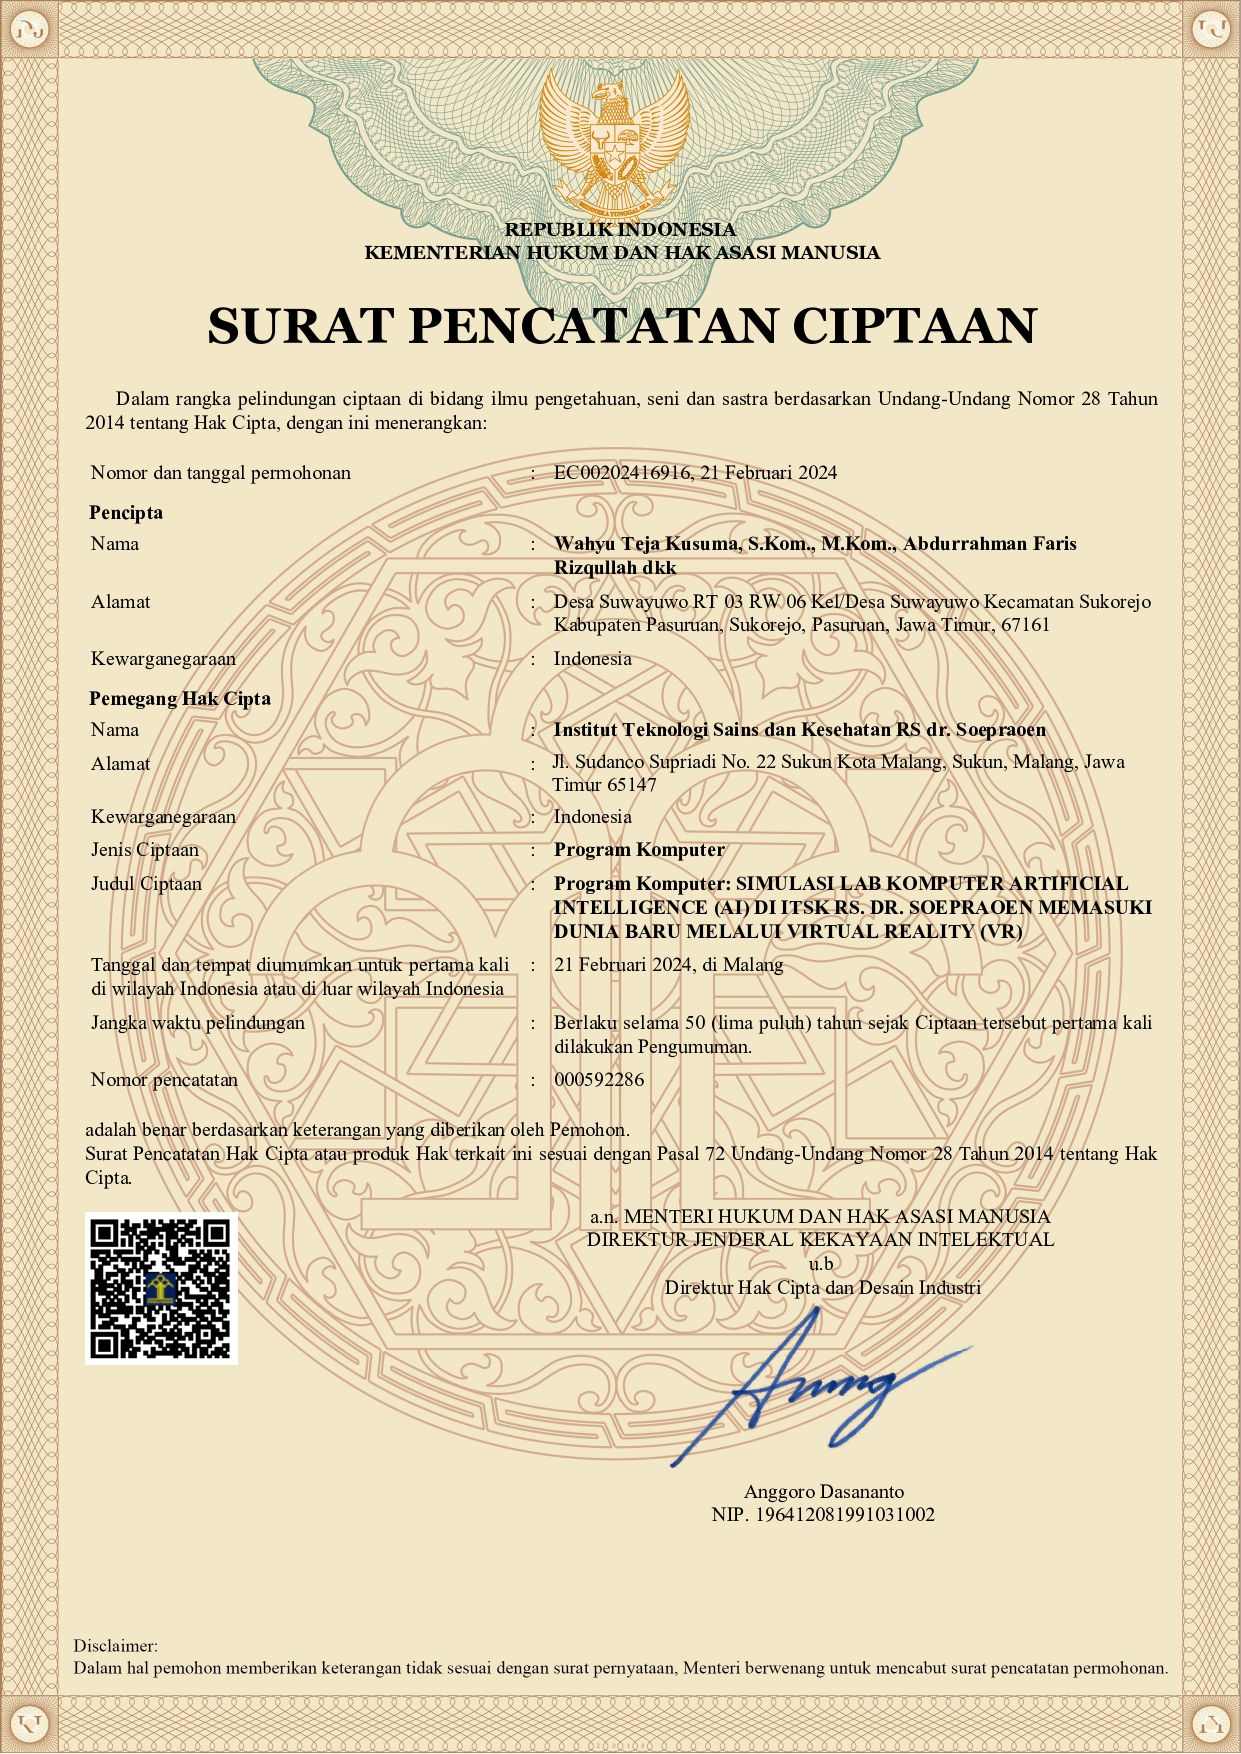 REPUBLIK INDONESIA
KEMENTERIAN HUKUM DAN HAK ASASI MANUSIA
SURAT PENCATATAN CIPTAAN
Dalam rangka pelindungan ciptaan di bidang ilmu pengetahuan, seni dan sastra berdasarkan Undang-Undang Nomor 28 Tahun
2014 tentang Hak Cipta, dengan ini menerangkan:
Nomor dan tanggal permohonan : EC00202416916, 21 Februari 2024
Pencipta
Nama : Wahyu Teja Kusuma, S.Kom., M.Kom., Abdurrahman Faris
Rizqullah dkk
Alamat : Desa Suwayuwo RT 03 RW 06 Kel/Desa Suwayuwo Kecamatan Sukorejo
Kabupaten Pasuruan, Sukorejo, Pasuruan, Jawa Timur, 67161
Kewarganegaraan : Indonesia
Pemegang Hak Cipta
Nama : Institut Teknologi Sains dan Kesehatan RS dr. Soepraoen
Alamat : Jl. Sudanco Supriadi No. 22 Sukun Kota Malang, Sukun, Malang, Jawa
Timur 65147
Kewarganegaraan : Indonesia
Jenis Ciptaan : Program Komputer
Judul Ciptaan : Program Komputer: SIMULASI LAB KOMPUTER ARTIFICIAL
INTELLIGENCE (AI) DI ITSK RS. DR. SOEPRAOEN MEMASUKI
DUNIA BARU MELALUI VIRTUAL REALITY (VR)
Tanggal dan tempat diumumkan untuk pertama kali : 21 Februari 2024, di Malang
di wilayah Indonesia atau di luar wilayah Indonesia
Jangka waktu pelindungan : Berlaku selama 50 (lima puluh) tahun sejak Ciptaan tersebut pertama kali
dilakukan Pengumuman.
Nomor pencatatan : 000592286
adalah benar berdasarkan keterangan yang diberikan oleh Pemohon.
Surat Pencatatan Hak Cipta atau produk Hak terkait ini sesuai dengan Pasal 72 Undang-Undang Nomor 28 Tahun 2014 tentang Hak
Cipta.
a.n. MENTERI HUKUM DAN HAK ASASI MANUSIA
DIREKTUR JENDERAL KEKAYAAN INTELEKTUAL
u.b
Direktur Hak Cipta dan Desain Industri
Anggoro Dasananto
NIP. 196412081991031002
Disclaimer:
Dalam hal pemohon memberikan keterangan tidak sesuai dengan surat pernyataan, Menteri berwenang untuk mencabut surat pencatatan permohonan.